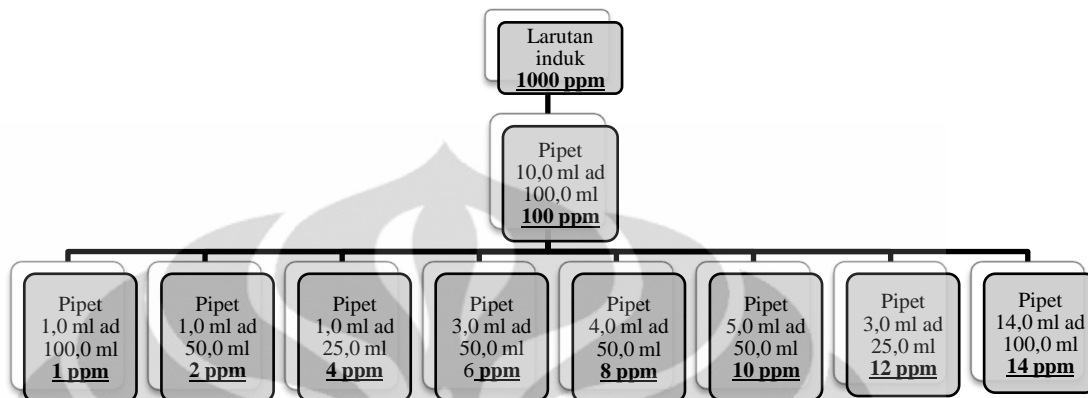 Larutan
induk
1000 ppm
Pipet
10,0 ml ad
100,0 ml
100 ppm
Pipet
1,0 ml ad
100,0 ml
1 ppm
Pipet
1,0 ml ad
50,0 ml
2 ppm
Pipet
1,0 ml ad
25,0 ml
4 ppm
Pipet
3,0 ml ad
50,0 ml
6 ppm
Pipet
4,0 ml ad
50,0 ml
8 ppm
Pipet
5,0 ml ad
50,0 ml
10 ppm
Pipet
3,0 ml ad
25,0 ml
12 ppm
Pipet
14,0 ml ad
100,0 ml
14 ppm